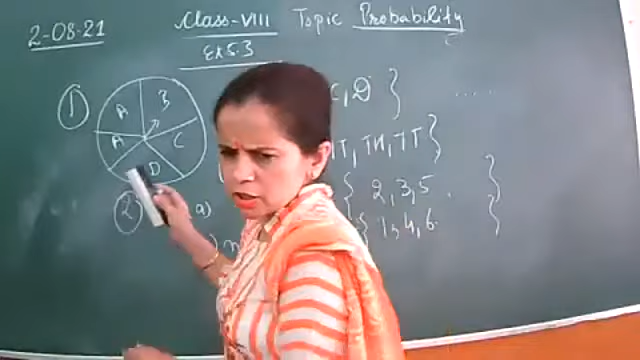 2-08-21 Class-VIII Topic Probability
Ex 5.3
1 A B C D A C, D }
T, TH, TT }
2 a) { 2, 3, 5 }
{ 1, 4, 6 }